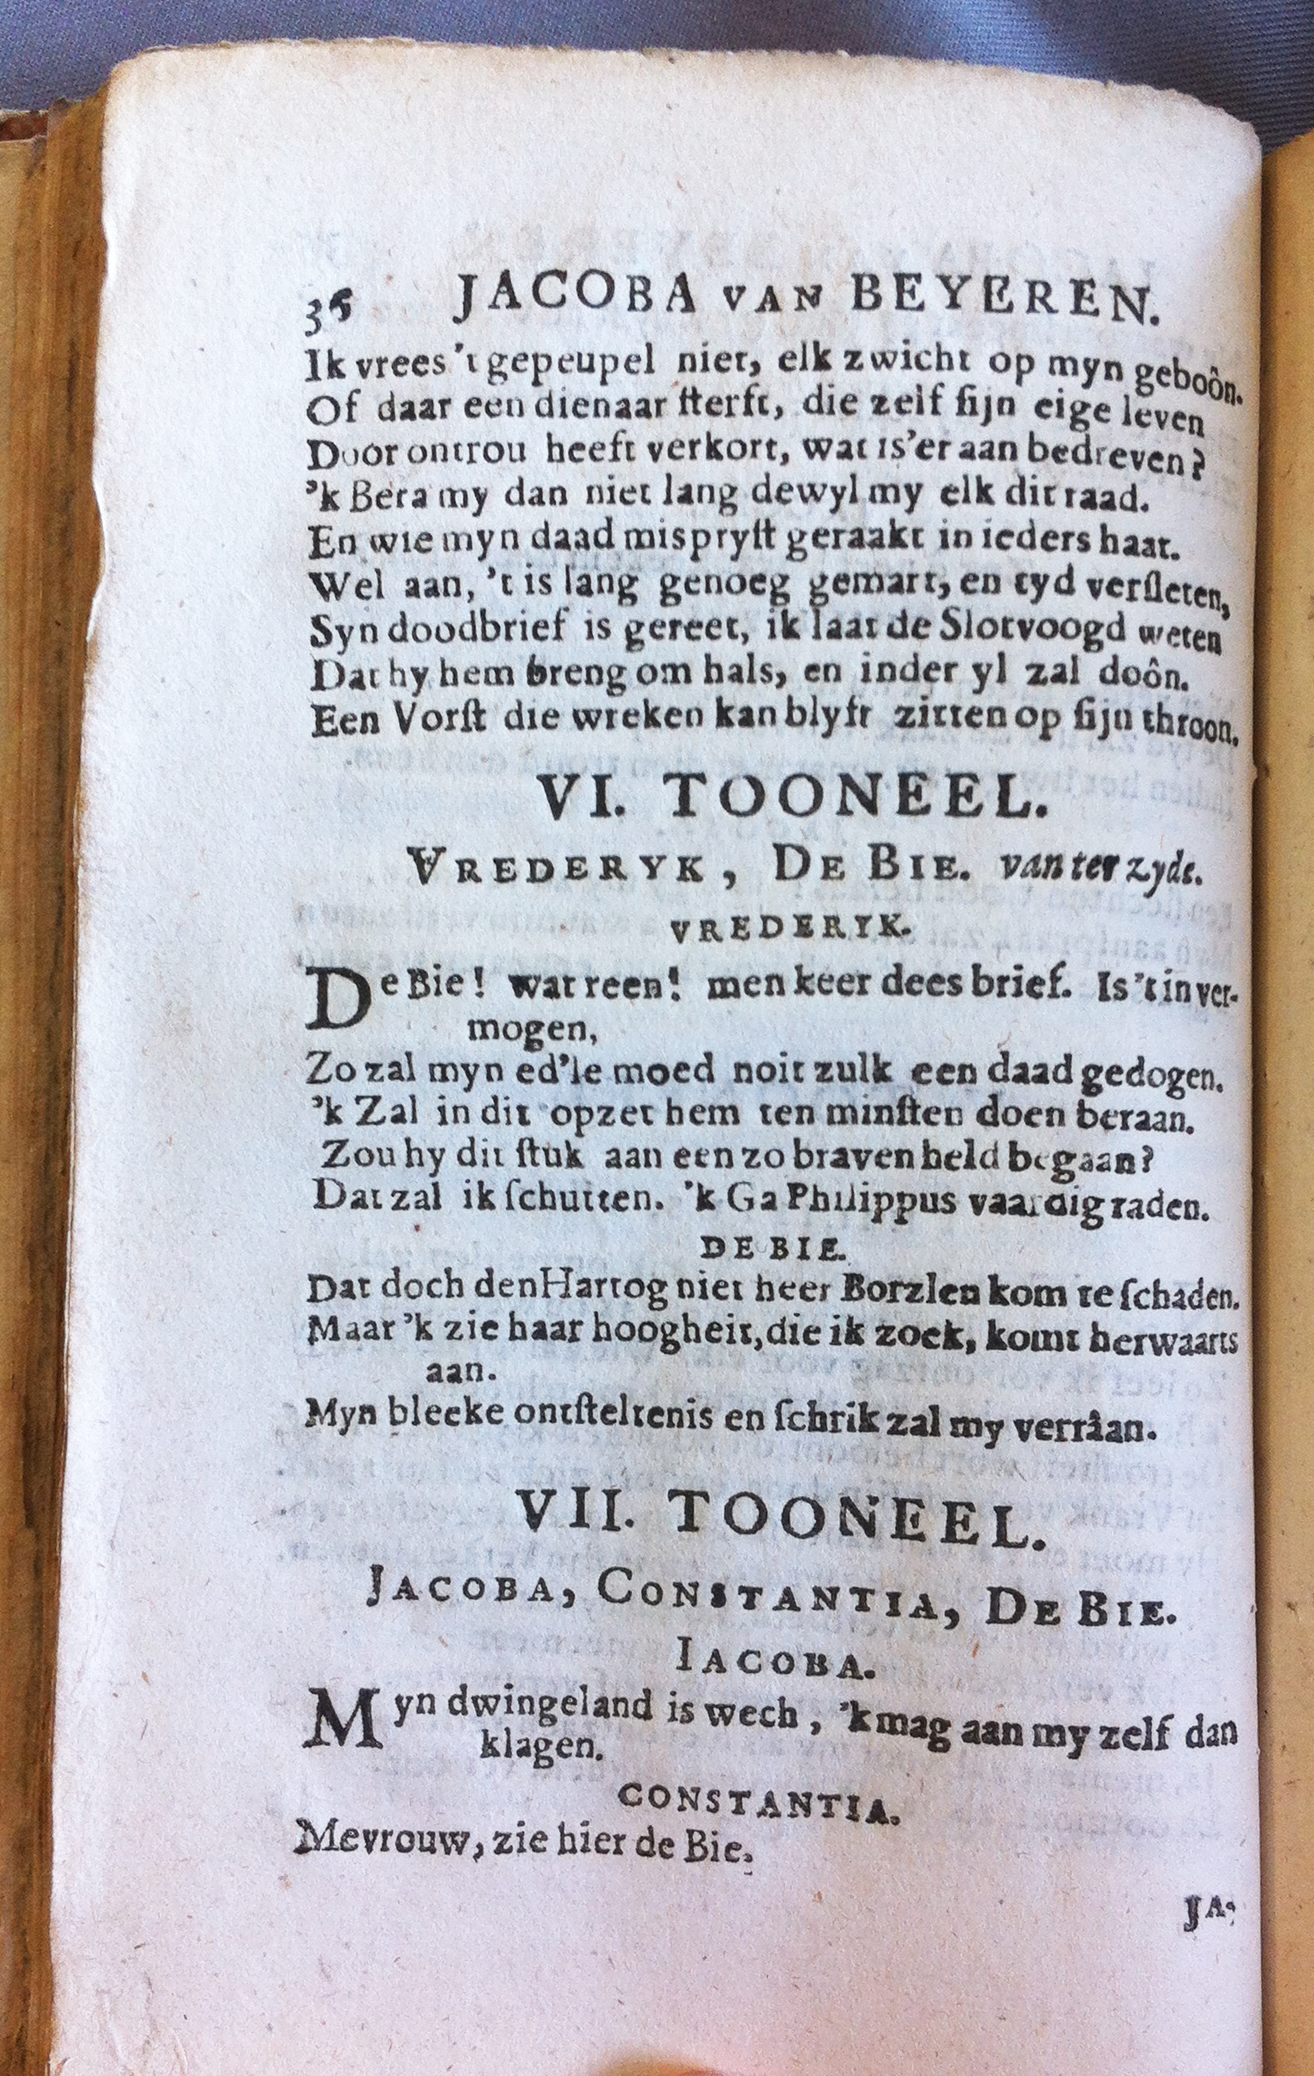 36 JACOBA VAN BEYEREN.
Ik vrees 't gepeupel niet, elk zwicht op myn geboôn.
Of daar een dienaar ſterft, die zelf ſijn eige leven
Door ontrou heeft verkort, wat is'er aan bedreven?
'k Bera my dan niet lang dewyl my elk dit raad.
En wie myn daad mispryſt geraakt in ieders haat.
Wel aan, 't is lang genoeg gemart, en tyd verſleten,
Syn doodbrief is gereet, ik laat de Slotvoogd weten
Dat hy hem breng om hals, en in der yl zal doôn.
Een Vorſt die wreken kan blyft zitten op ſijn throon.
VI. TOONEEL.
VREDERYK, DE BIE. van ter zyde.
VREDERYK.
De Bie! wat reen! men keer dees brief. Is 't in ver-
mogen,
Zo zal myn ed'le moed noit zulk een daad gedogen.
'k Zal in dit opzet hem ten minſten doen beraan.
Zou hy dit ſtuk aan een zo braven held begaan?
Dat zal ik ſchutten. 'k Ga Philippus vaardig raden.
DE BIE.
Dat doch den Hartog niet heer Borzlen kom te ſchaden.
Maar 'k zie haar hoogheit, die ik zoek, komt herwaarts
aan.
Myn bleeke ontſteltenis en ſchrik zal my verrâan.
VII. TOONEEL.
JACOBA, CONSTANTIA, DE BIE.
IACOBA.
Myn dwingeland is wech, 'k mag aan my zelf dan
klagen.
CONSTANTIA.
Mevrouw, zie hier de Bie.
JA-